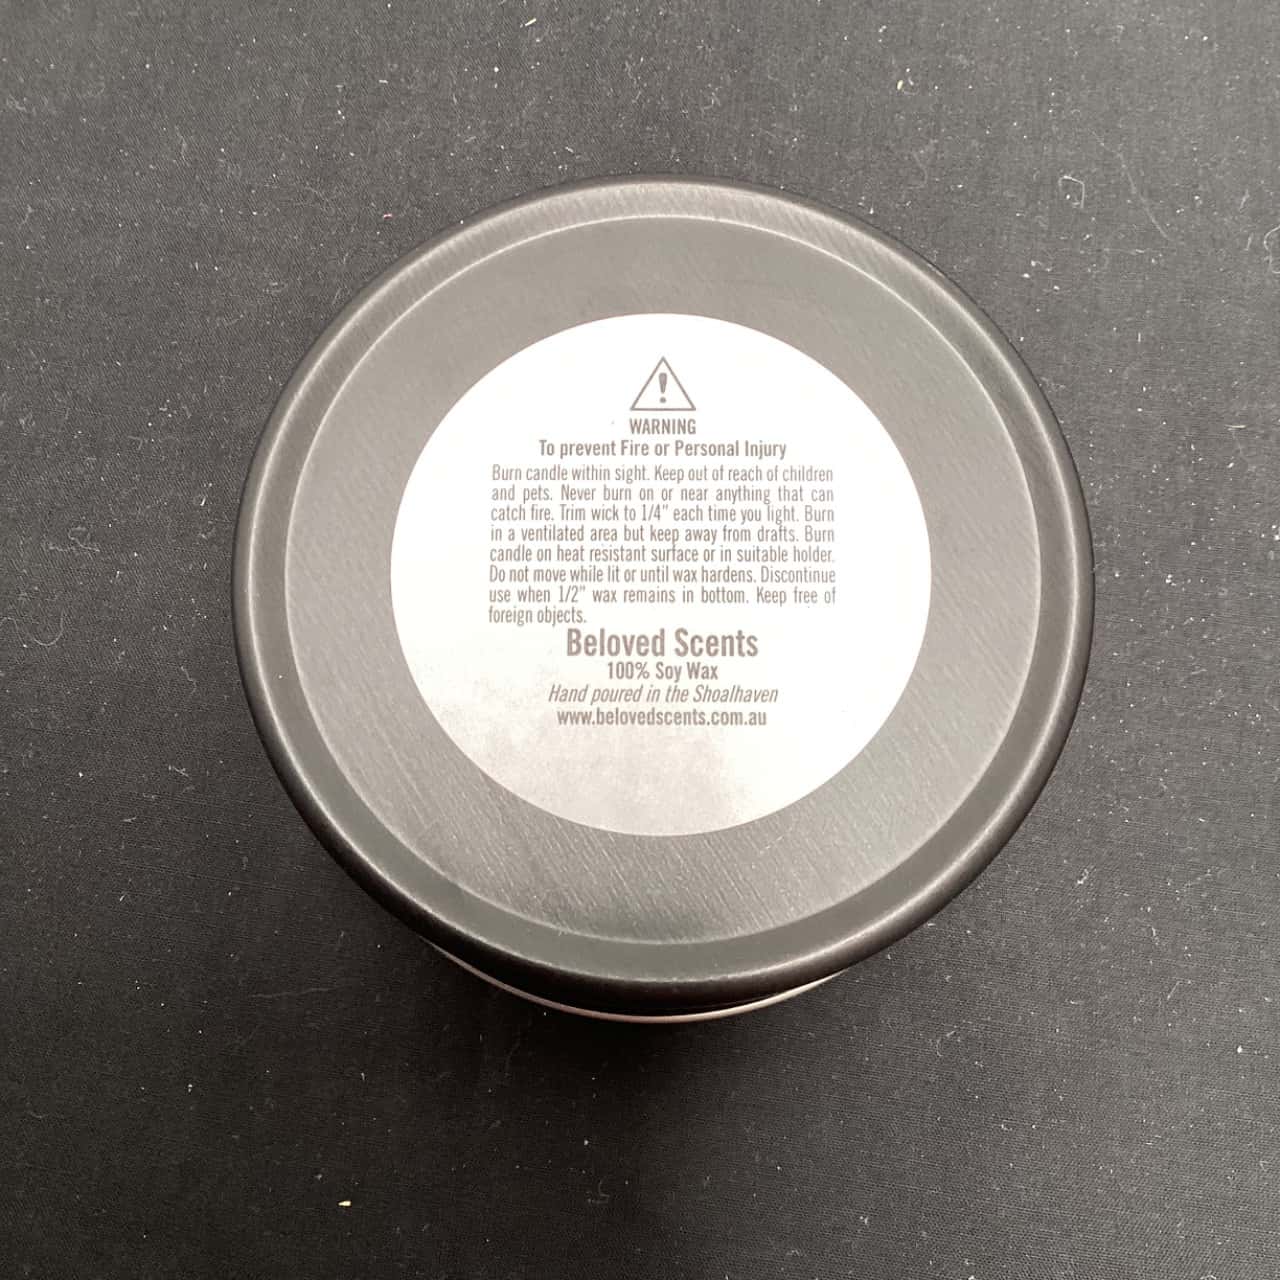 WARNING
To prevent Fire or Personal Injury
Burn candle within sight. Keep out of reach of children
and pets. Never burn on or near anything that can
catch fire. Trim wick to 1/4" each time you light. Burn
in a ventilated area but keep away from drafts. Burn
candle on heat resistant surface or in suitable holder.
Do not move while lit or until wax hardens. Discontinue
use when 1/2" wax remains in bottom. Keep free of
foreign objects.
Beloved Scents
100% Soy Wax
Hand poured in the Shoalhaven
www.belovedscents.com.au